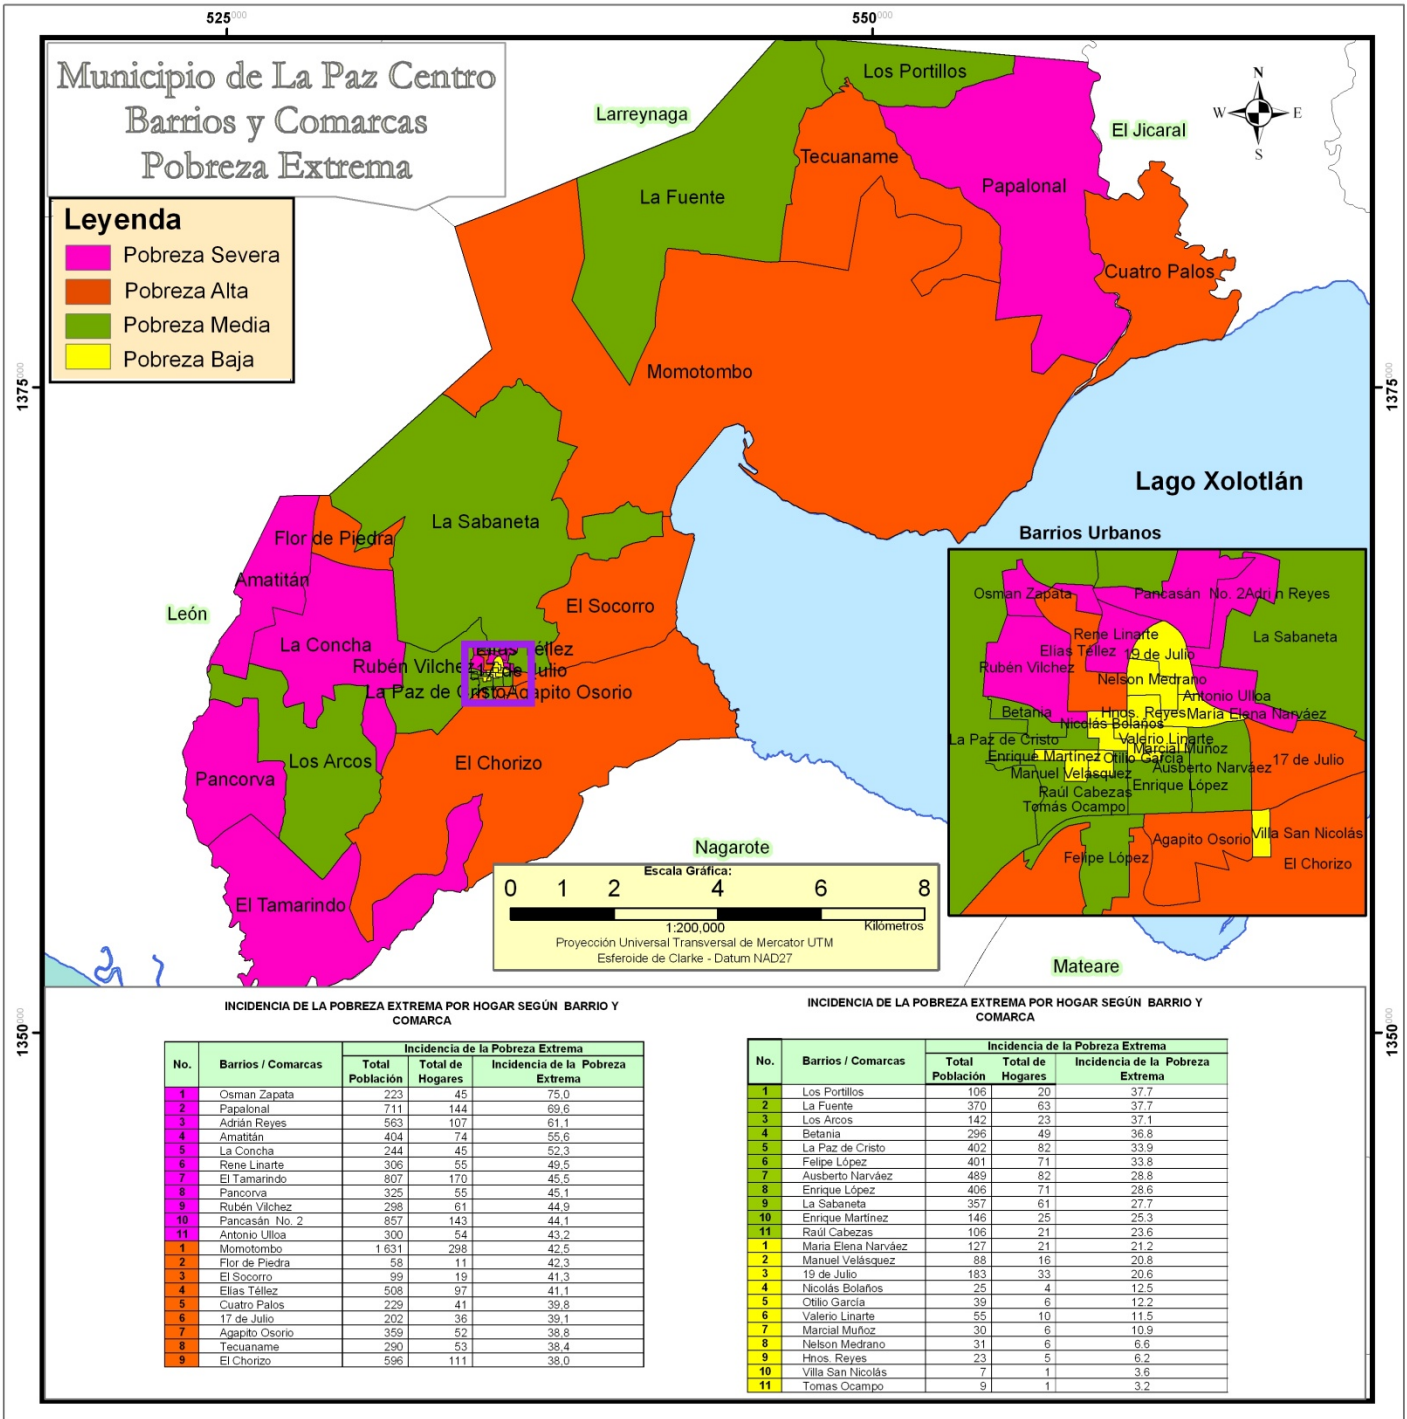 525000
550000
Municipio de La Paz Centro
Barrios y Comarcas
Pobreza Extrema
Leyenda
Pobreza Severa
Pobreza Alta
Pobreza Media
Pobreza Baja
N
W
E
S
Larreynaga
El Jicaral
León
Nagarote
Mateare
Los Portillos
Tecuaname
Papalonal
La Fuente
Cuatro Palos
Momotombo
1375000
1375000
Lago Xolotlán
La Sabaneta
Flor de Piedra
Amatitán
La Concha
El Socorro
Elías Téllez
Rubén Vilchez
17 de Julio
La Paz de Cristo
Agapito Osorio
Los Arcos
El Chorizo
Pancorva
El Tamarindo
Barrios Urbanos
Osman Zapata
Pancasán No. 2
Adri n Reyes
Rene Linarte
La Sabaneta
Elías Téllez
19 de Julio
Rubén Vilchez
Nelson Medrano
Antonio Ulloa
Betania
Hnos. Reyes
María Elena Narváez
Nicolás Bolaños
La Paz de Cristo
Valerio Linarte
Marcial Muñoz
Enrique Martínez
Otilio García
17 de Julio
Manuel Velásquez
Ausberto Narváez
Raúl Cabezas
Enrique López
Tomás Ocampo
Agapito Osorio
Villa San Nicolás
Felipe López
El Chorizo
Escala Gráfica:
0 1 2 4 6 8
1:200,000
Kilómetros
Proyección Universal Transversal de Mercator UTM
Esferoide de Clarke - Datum NAD27
1350000
1350000
INCIDENCIA DE LA POBREZA EXTREMA POR HOGAR SEGÚN BARRIO Y
COMARCA
No. Barrios / Comarcas Incidencia de la Pobreza Extrema
Total Población Total de Hogares Incidencia de la Pobreza Extrema
1 Osman Zapata 223 45 75,0
2 Papalonal 711 144 69,6
3 Adrián Reyes 563 107 61,1
4 Amatitán 404 74 55,6
5 La Concha 244 45 52,3
6 Rene Linarte 306 55 49,5
7 El Tamarindo 807 170 45,5
8 Pancorva 325 55 45,1
9 Rubén Vilchez 298 61 44,9
10 Pancasán No. 2 857 143 44,1
11 Antonio Ulloa 300 54 43,2
1 Momotombo 1 631 298 42,5
2 Flor de Piedra 58 11 42,3
3 El Socorro 99 19 41,3
4 Elías Téllez 508 97 41,1
5 Cuatro Palos 229 41 39,8
6 17 de Julio 202 36 39,1
7 Agapito Osorio 359 52 38,8
8 Tecuaname 290 53 38,4
9 El Chorizo 596 111 38,0
INCIDENCIA DE LA POBREZA EXTREMA POR HOGAR SEGÚN BARRIO Y
COMARCA
No. Barrios / Comarcas Incidencia de la Pobreza Extrema
Total Población Total de Hogares Incidencia de la Pobreza Extrema
1 Los Portillos 106 20 37.7
2 La Fuente 370 63 37.7
3 Los Arcos 142 23 37.1
4 Betania 296 49 36.8
5 La Paz de Cristo 402 82 33.9
6 Felipe López 401 71 33.8
7 Ausberto Narváez 489 82 28.8
8 Enrique López 406 71 28.6
9 La Sabaneta 357 61 27.7
10 Enrique Martínez 146 25 25.3
11 Raúl Cabezas 106 21 23.6
1 Maria Elena Narváez 127 21 21.2
2 Manuel Velásquez 88 16 20.8
3 19 de Julio 183 33 20.6
4 Nicolás Bolaños 25 4 12.5
5 Otilio García 39 6 12.2
6 Valerio Linarte 55 10 11.5
7 Marcial Muñoz 30 6 10.9
8 Nelson Medrano 31 6 6.6
9 Hnos. Reyes 23 5 6.2
10 Villa San Nicolás 7 1 3.6
11 Tomas Ocampo 9 1 3.2